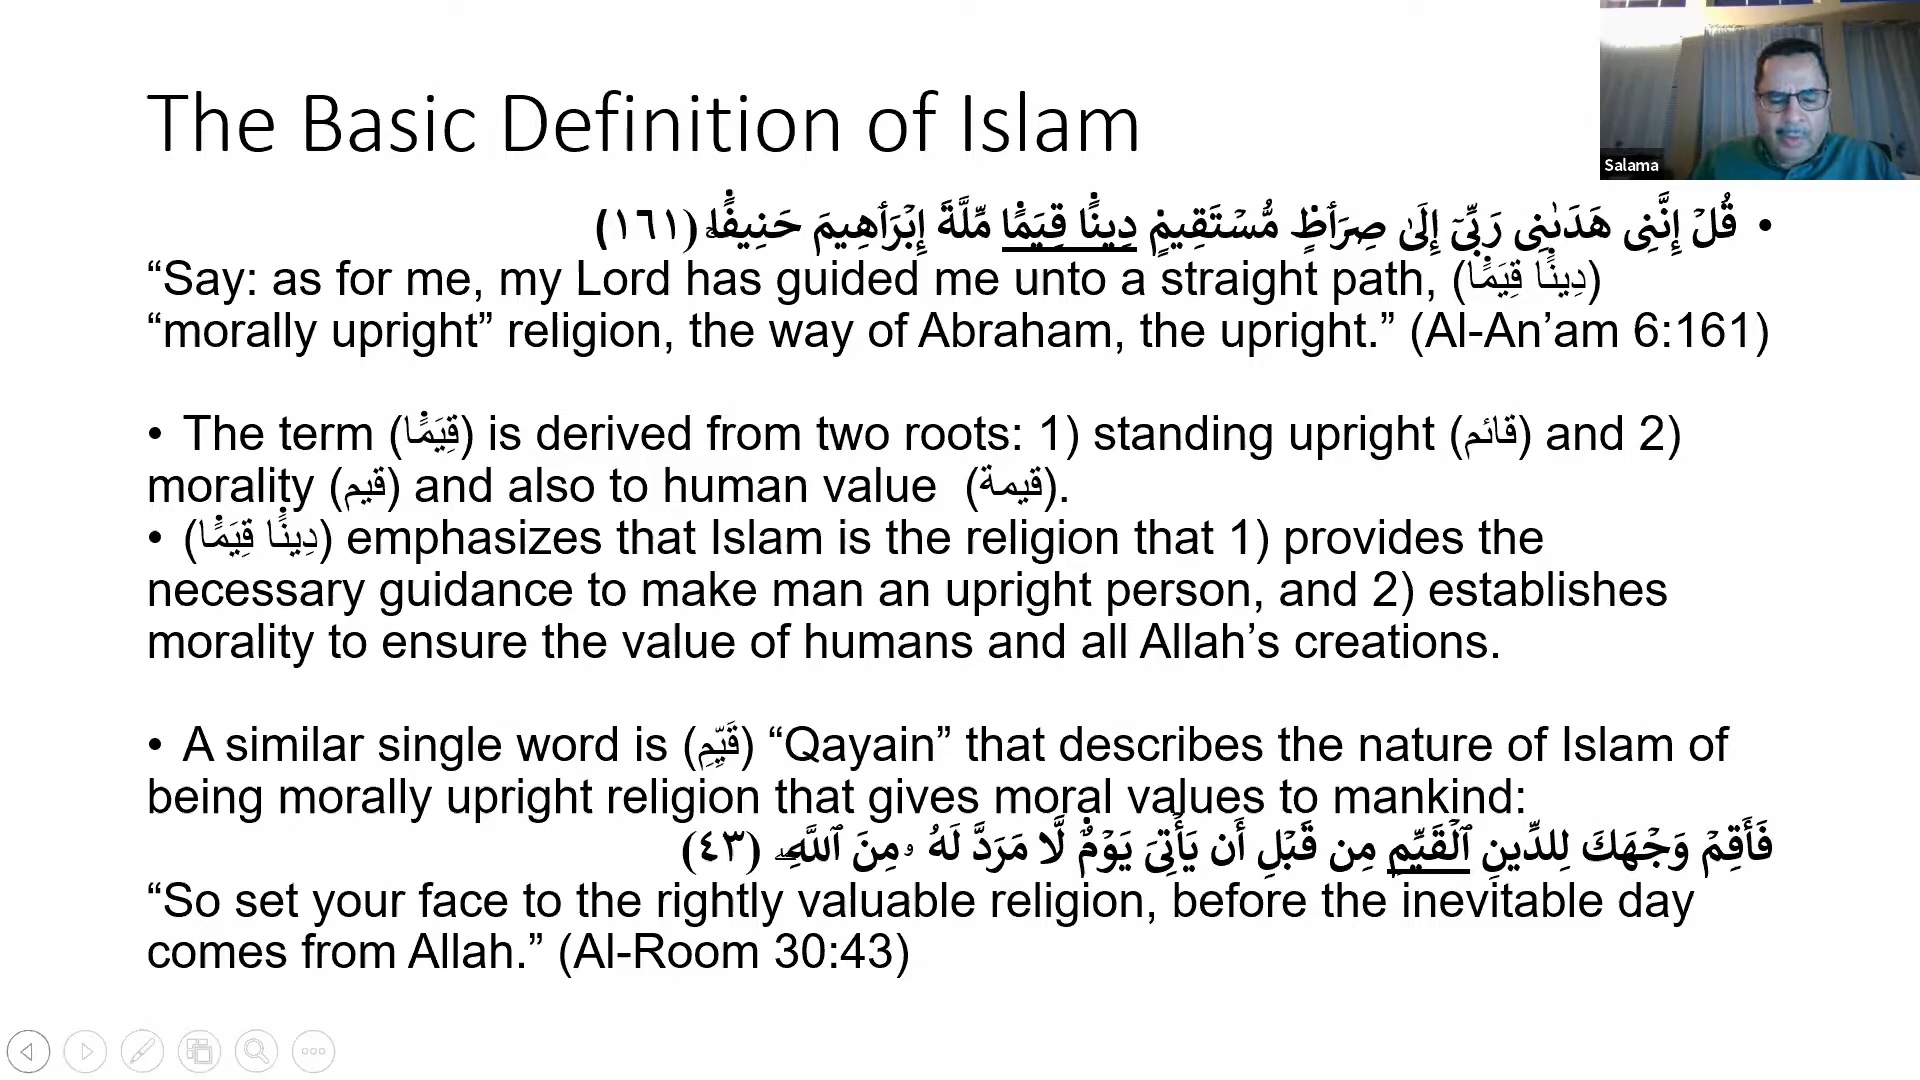 The Basic Definition of Islam
Salama
• قُلْ إِنَّنِى هَدَىٰنِى رَبِّىٓ إِلَىٰ صِرَٰطٍ مُّسْتَقِيمٍ دِينًا قِيَمًا مِّلَّةَ إِبْرَٰهِيمَ حَنِيفًا ۚ (١٦١)
“Say: as for me, my Lord has guided me unto a straight path, (دِينًا قِيَمًا)
“morally upright” religion, the way of Abraham, the upright.” (Al-An’am 6:161)
• The term (قِيَمًا) is derived from two roots: 1) standing upright (قائم) and 2)
morality (قيم) and also to human value (قيمة).
• (دِينًا قِيَمًا) emphasizes that Islam is the religion that 1) provides the
necessary guidance to make man an upright person, and 2) establishes
morality to ensure the value of humans and all Allah’s creations.
• A similar single word is (قَيِّمِ) “Qayain” that describes the nature of Islam of
being morally upright religion that gives moral values to mankind:
فَأَقِمْ وَجْهَكَ لِلدِّينِ ٱلْقَيِّمِ مِن قَبْلِ أَن يَأْتِىَ يَوْمٌ لَّا مَرَدَّ لَهُۥ مِنَ ٱللَّهِ ۖ (٤٣)
“So set your face to the rightly valuable religion, before the inevitable day
comes from Allah.” (Al-Room 30:43)